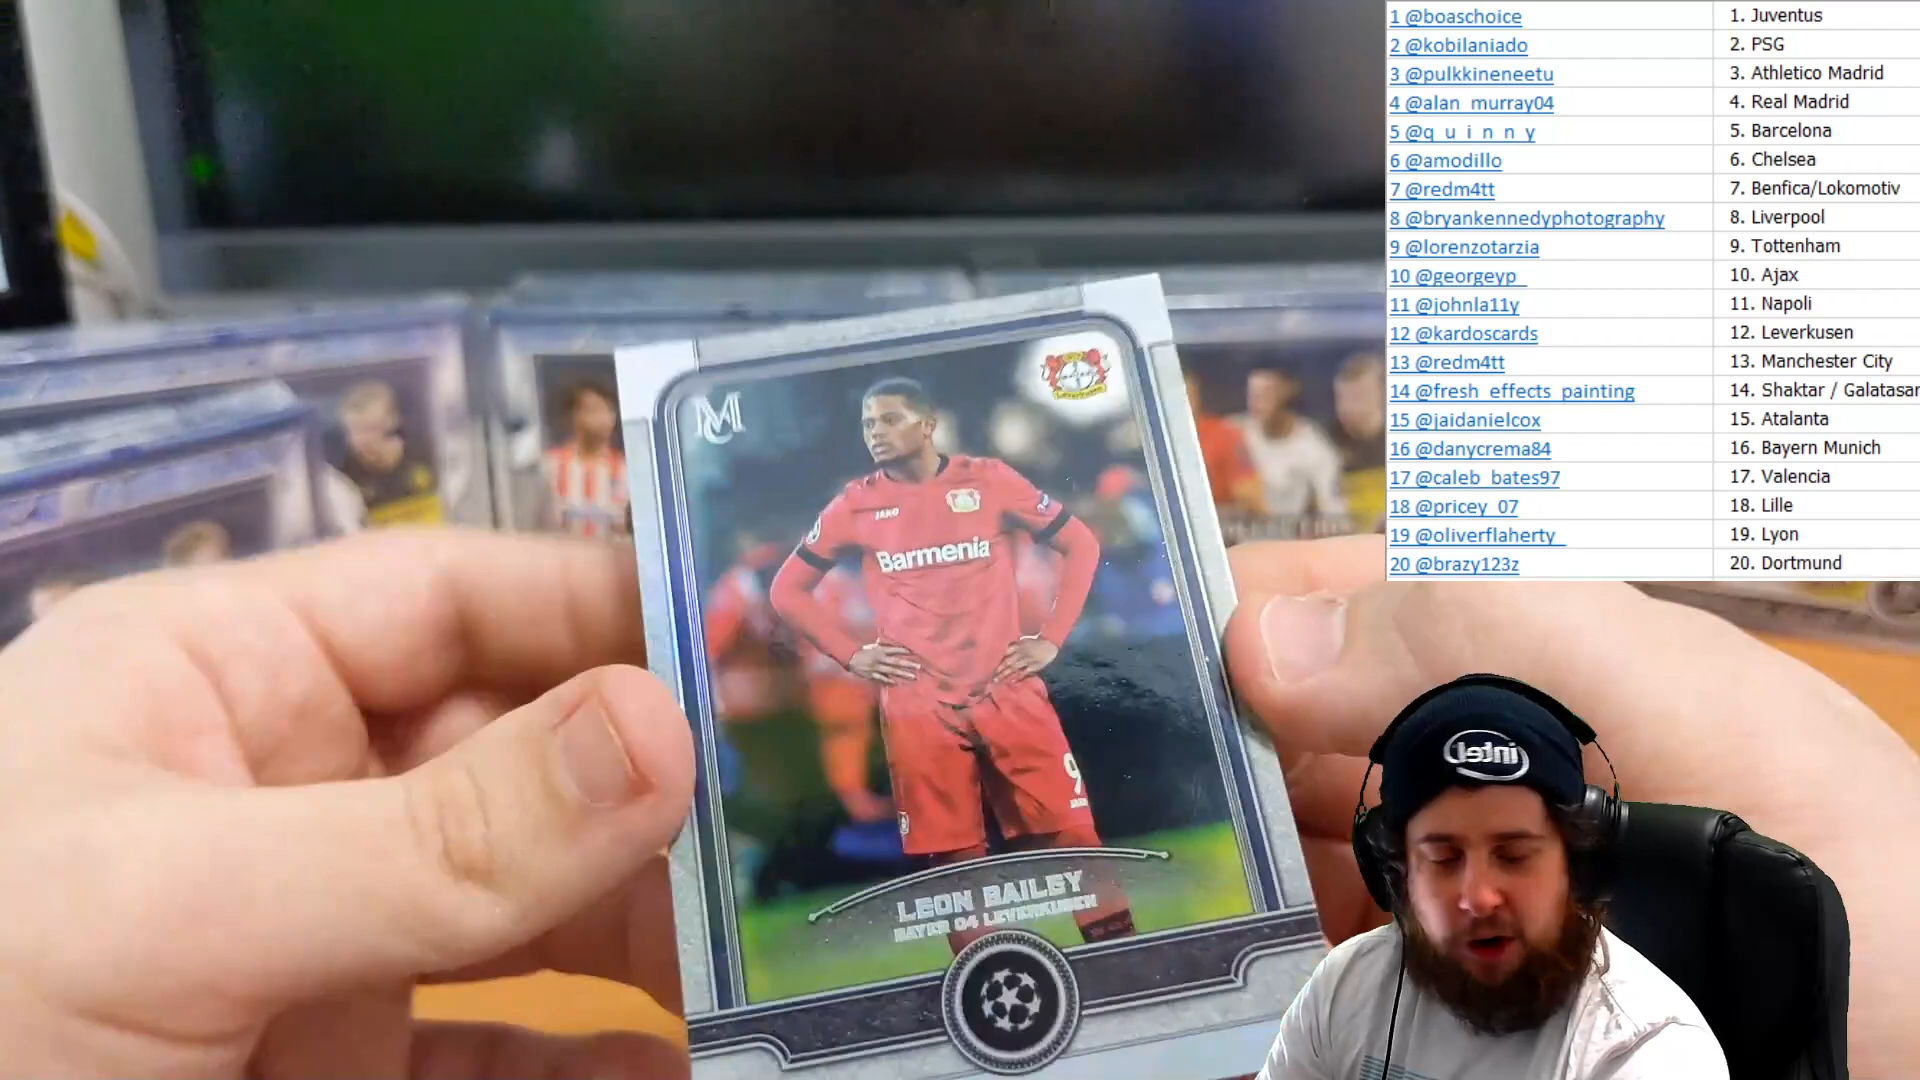 1 @boaschoice 1. Juventus
2 @kobilaniado 2. PSG
3 @pulkkineneetu 3. Athletico Madrid
4 @alan_murray04 4. Real Madrid
5 @q_u_i_n_n_y 5. Barcelona
6 @amodillo 6. Chelsea
7 @redm4tt 7. Benfica/Lokomotiv
8 @bryankennedyphotography 8. Liverpool
9 @lorenzotarzia 9. Tottenham
10 @georgeyp_ 10. Ajax
11 @johnla11y 11. Napoli
12 @kardoscards 12. Leverkusen
13 @redm4tt 13. Manchester City
14 @fresh_effects_painting 14. Shaktar / Galatasar
15 @jaidanielcox 15. Atalanta
16 @danycrema84 16. Bayern Munich
17 @caleb_bates97 17. Valencia
18 @pricey_07 18. Lille
19 @oliverflaherty_ 19. Lyon
20 @brazy123z 20. Dortmund
MC
Leverkusen
JAKO
Barmenia
9
LEON BAILEY
BAYER 04 LEVERKUSEN
intel